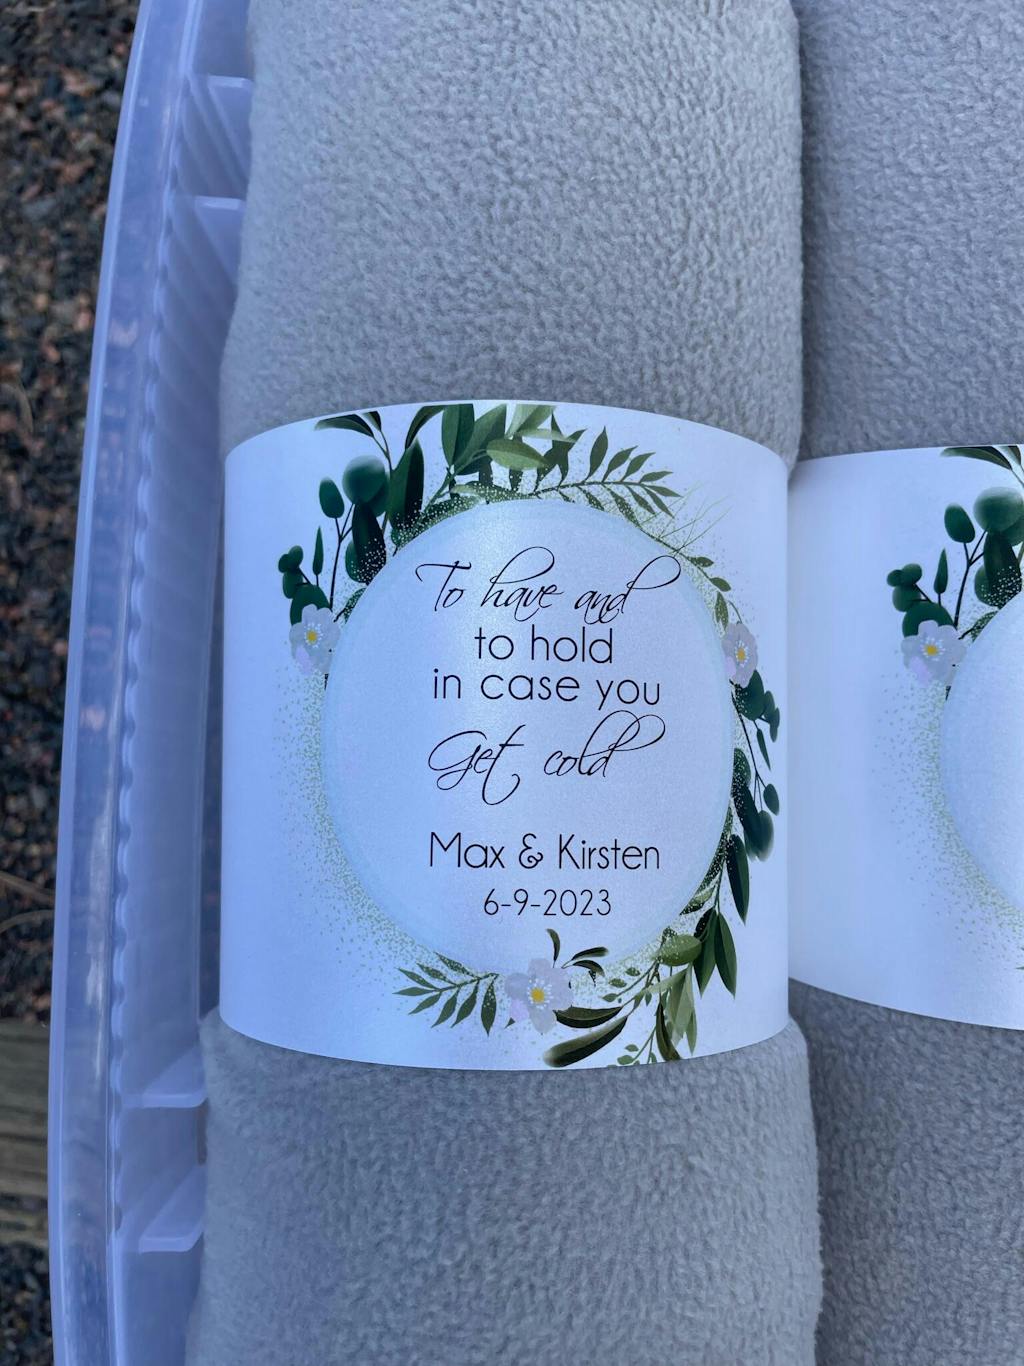 To have and
to hold
in case you
Get cold
Max & Kirsten
6-9-2023